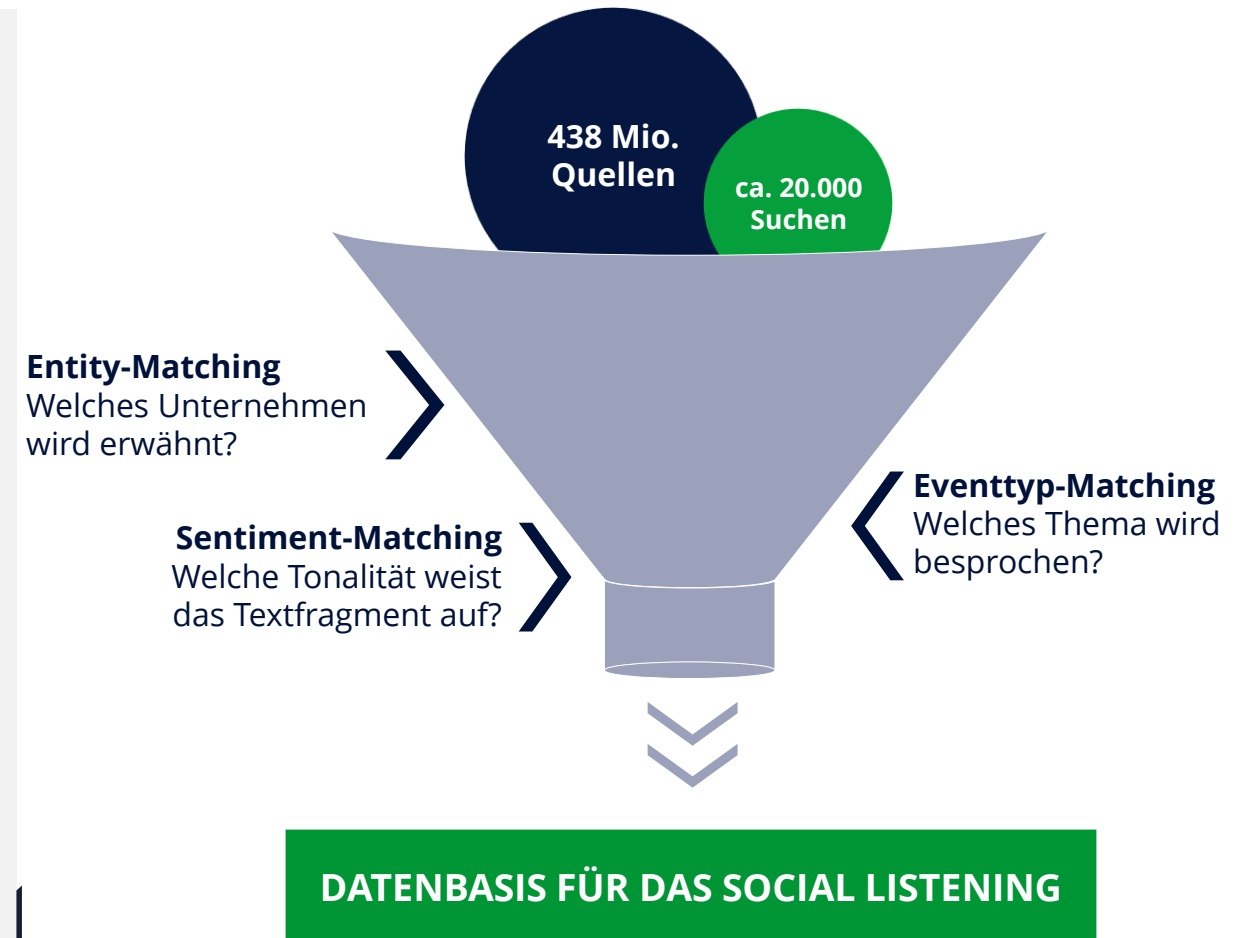 438 Mio.
Quellen
ca. 20.000
Suchen
Entity-Matching
Welches Unternehmen
wird erwähnt?
Eventtyp-Matching
Welches Thema wird
besprochen?
Sentiment-Matching
Welche Tonalität weist
das Textfragment auf?
DATENBASIS FÜR DAS SOCIAL LISTENING